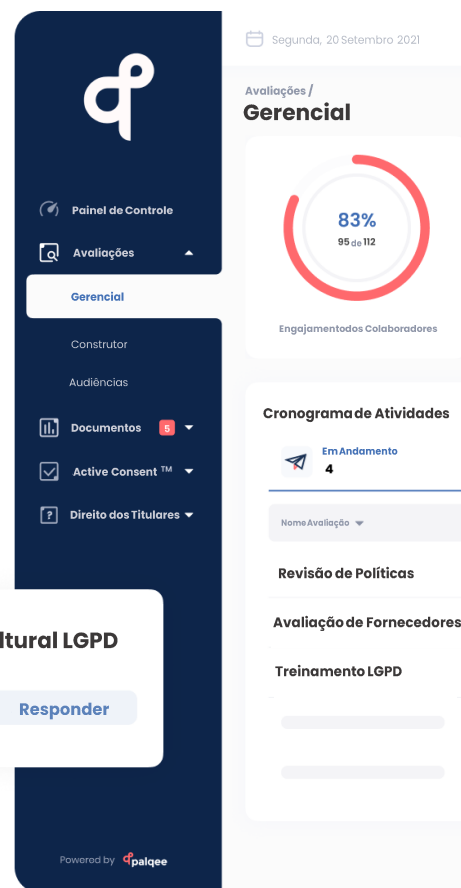 Segunda, 20 Setembro 2021
Avaliações /
Gerencial
83%
95 de 112
Engajamentodos Colaboradores
Painel de Controle
Avaliações
Gerencial
Construtor
Audiências
Documentos 5
Active Consent ™
Direito dos Titulares
Cronograma de Atividades
Em Andamento
4
Nome Avaliação
Revisão de Políticas
Avaliação de Fornecedores
Treinamento LGPD
ltural LGPD
Responder
Powered by palqee